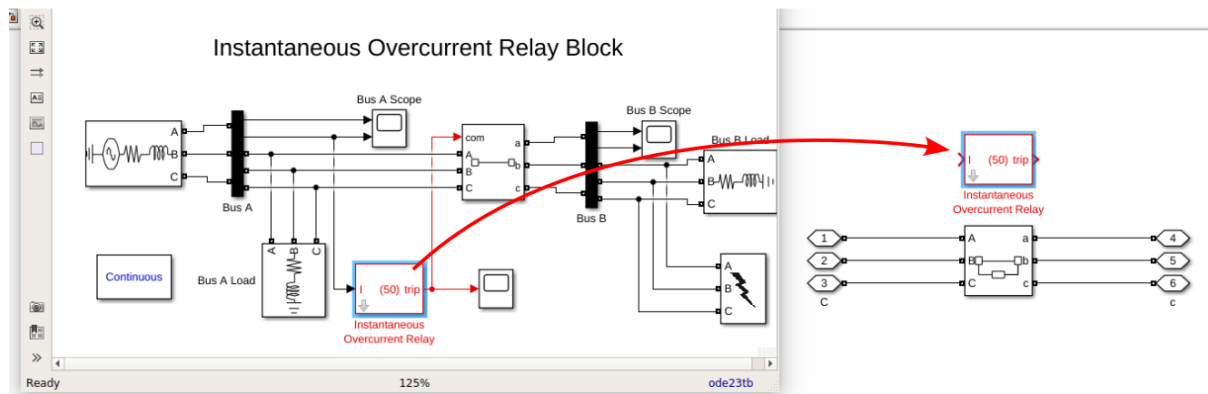 Instantaneous Overcurrent Relay Block
Bus A Scope
Bus B Scope
Bus B Load
A
B
C
Bus A
com
A
B
C
a
b
c
Bus B
A
B
C
Continuous
Bus A Load
A
B
C
I (50) trip
Instantaneous
Overcurrent Relay
A
B
C
I (50) trip
Instantaneous
Overcurrent Relay
1
2
3
C
A
B
C
a
b
c
4
5
6
c
Ready
125%
ode23tb